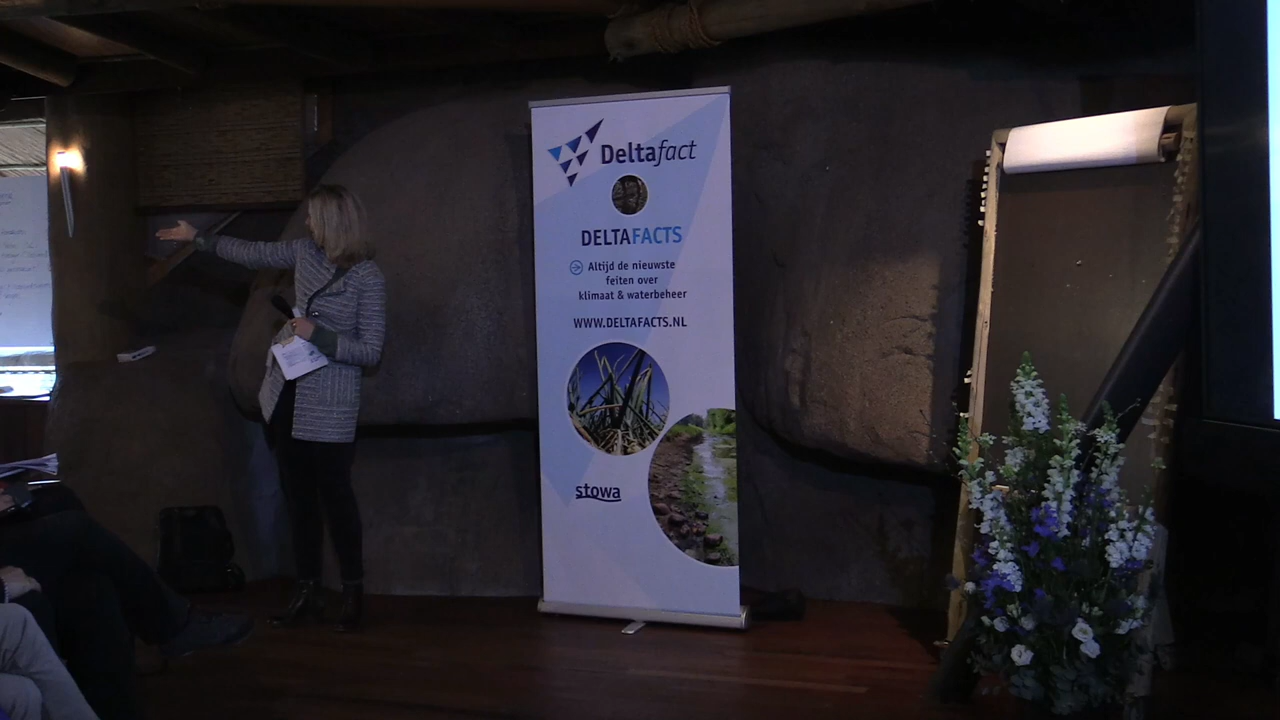 Deltafact
DELTAFACTS
Altijd de nieuwste
feiten over
klimaat & waterbeheer
WWW.DELTAFACTS.NL
stowa